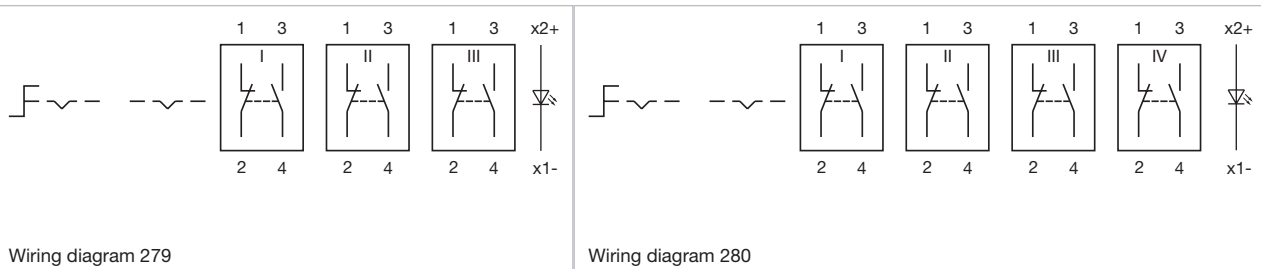 1 3 1 3 1 3 x2+
I II III
2 4 2 4 2 4 x1-
Wiring diagram 279
1 3 1 3 1 3 1 3 x2+
I II III IV
2 4 2 4 2 4 2 4 x1-
Wiring diagram 280